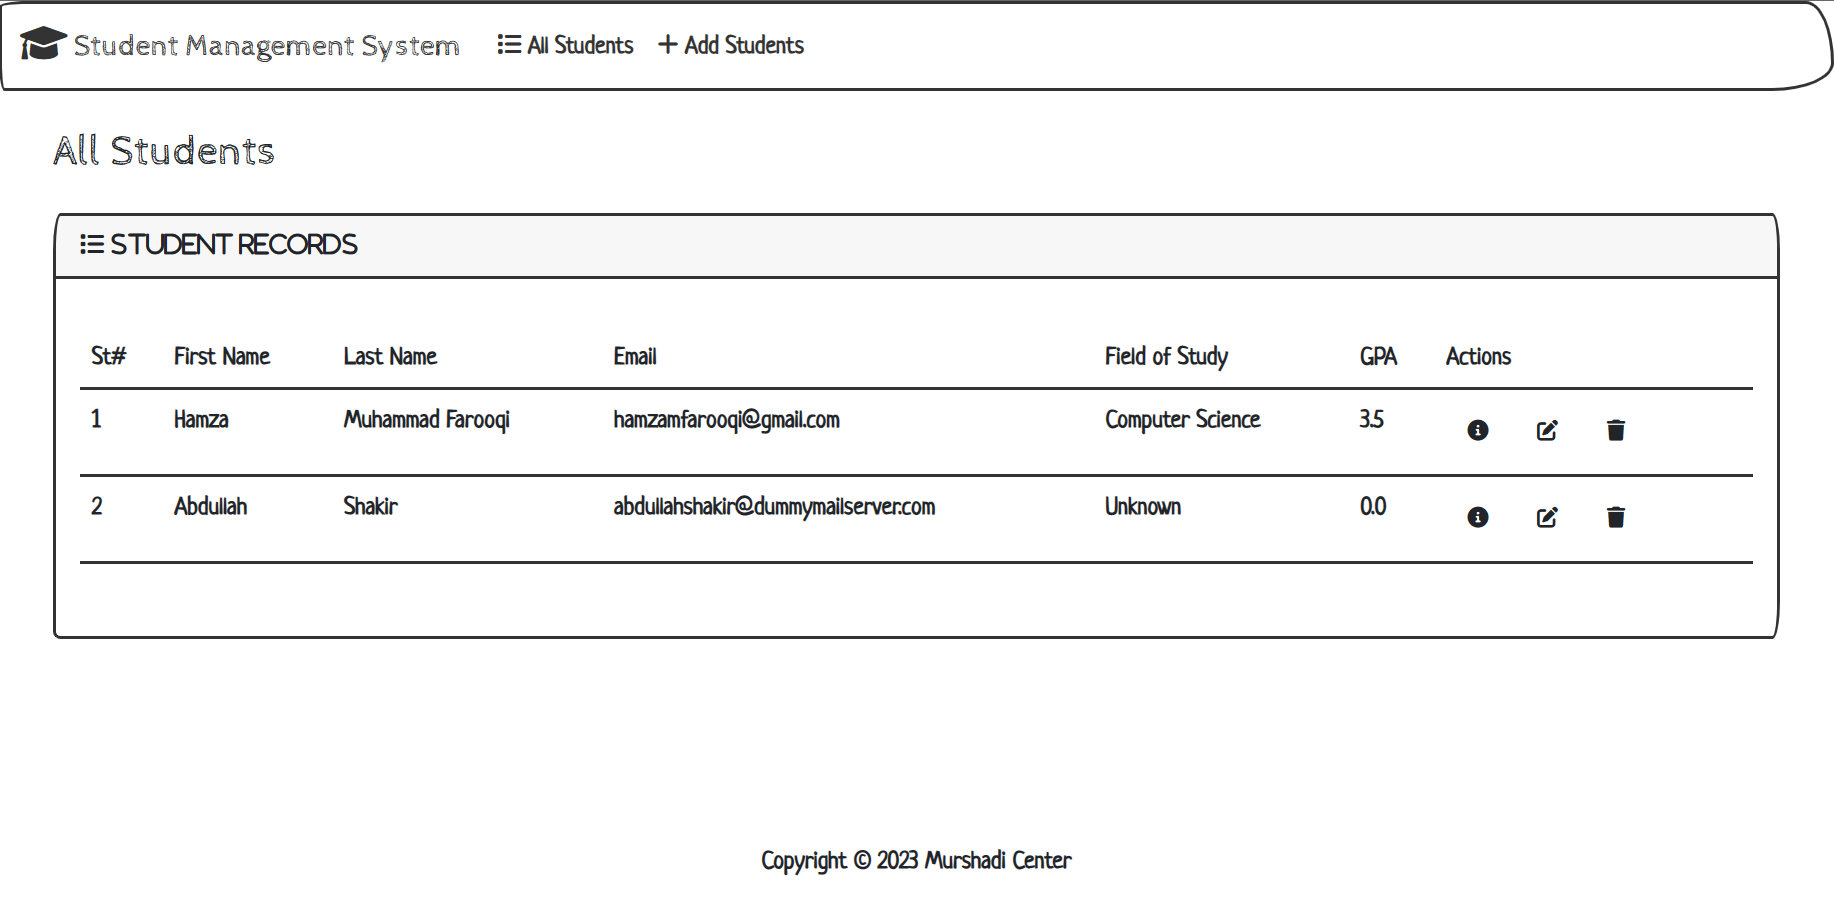 Student Management System All Students Add Students
All Students
STUDENT RECORDS
St# First Name Last Name Email Field of Study GPA Actions
1 Hamza Muhammad Farooqi hamzamfarooqi@gmail.com Computer Science 3.5
2 Abdullah Shakir abdullahshakir@dummymailserver.com Unknown 0.0
Copyright © 2023 Murshadi Center